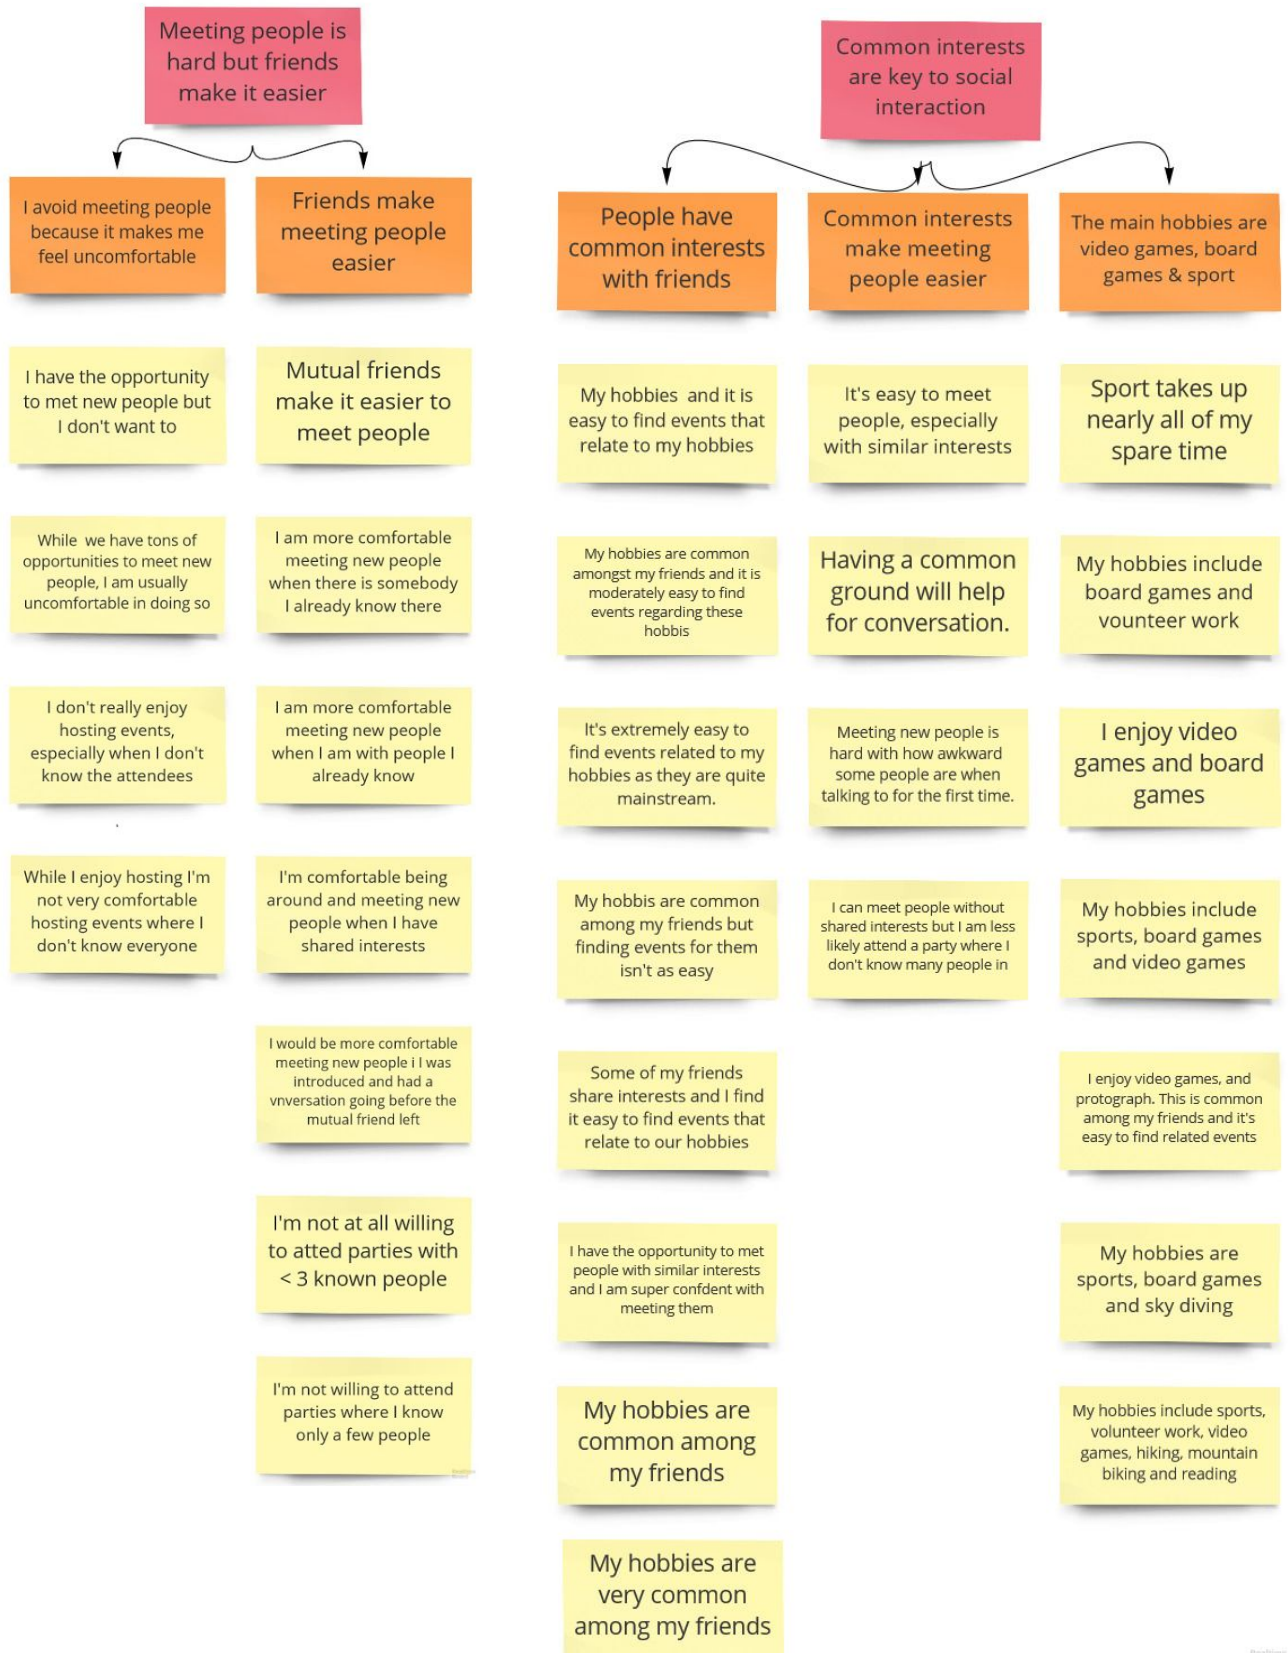 Meeting people is
hard but friends
make it easier
Common interests
are key to social
interaction
I avoid meeting people
because it makes me
feel uncomfortable
Friends make
meeting people
easier
People have
common interests
with friends
Common interests
make meeting
people easier
The main hobbies are
video games, board
games & sport
I have the opportunity
to met new people but
I don't want to
While we have tons of
opportunities to meet new
people, I am usually
uncomfortable in doing so
I don't really enjoy
hosting events,
especially when I don't
know the attendees
While I enjoy hosting I'm
not very comfortable
hosting events where I
don't know everyone
Mutual friends
make it easier to
meet people
I am more comfortable
meeting new people
when there is somebody
I already know there
I am more comfortable
meeting new people
when I am with people I
already know
I'm comfortable being
around and meeting new
people when I have
shared interests
I would be more comfortable
meeting new people i I was
introduced and had a
vnversation going before the
mutual friend left
I'm not at all willing
to atted parties with
< 3 known people
I'm not willing to attend
parties where I know
only a few people
My hobbies and it is
easy to find events that
relate to my hobbies
My hobbies are common
amongst my friends and it is
moderately easy to find
events regarding these
hobbis
It's extremely easy to
find events related to my
hobbies as they are quite
mainstream.
My hobbis are common
among my friends but
finding events for them
isn't as easy
Some of my friends
share interests and I find
it easy to find events that
relate to our hobbies
I have the opportunity to met
people with similar interests
and I am super confdent with
meeting them
My hobbies are
common among
my friends
My hobbies are
very common
among my friends
It's easy to meet
people, especially
with similar interests
Having a common
ground will help
for conversation.
Meeting new people is
hard with how awkward
some people are when
talking to for the first time.
I can meet people without
shared interests but I am less
likely attend a party where I
don't know many people in
Sport takes up
nearly all of my
spare time
My hobbies include
board games and
vounteer work
I enjoy video
games and board
games
My hobbies include
sports, board games
and video games
I enjoy video games, and
protograph. This is common
among my friends and it's
easy to find related events
My hobbies are
sports, board games
and sky diving
My hobbies include sports,
volunteer work, video
games, hiking, mountain
biking and reading